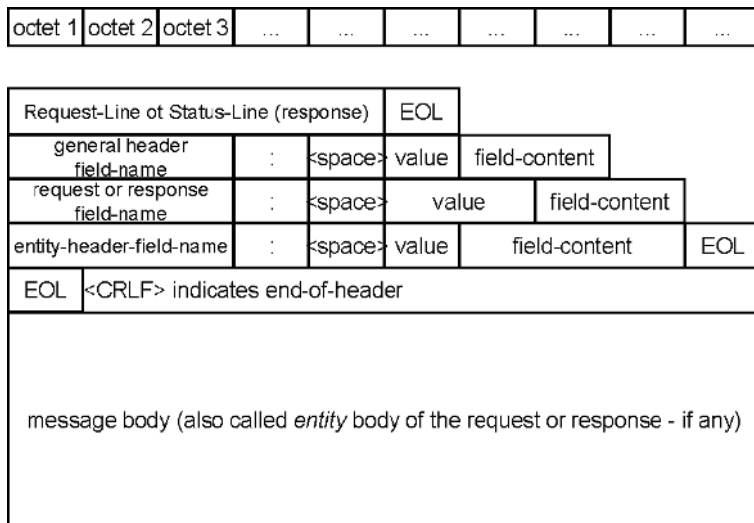 octet 1 octet 2 octet 3 ... ... ... ... ... ... ...
Request-Line ot Status-Line (response) EOL
general header
field-name : <space> value field-content
request or response
field-name : <space> value field-content
entity-header-field-name : <space> value field-content EOL
EOL <CRLF> indicates end-of-header
message body (also called entity body of the request or response - if any)